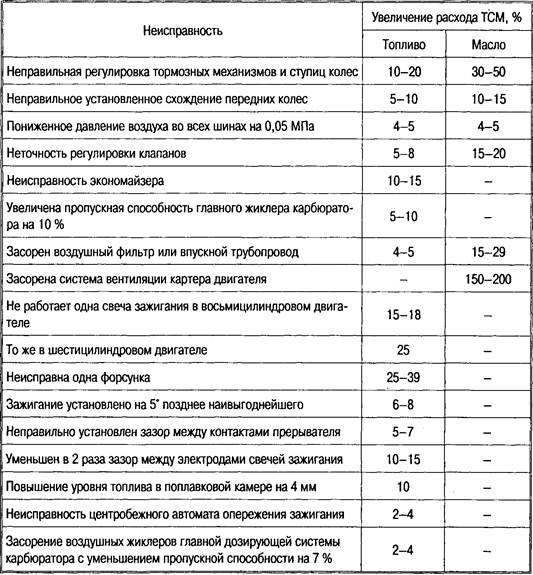 Неисправность
Увеличение расхода ТСМ, %
Топливо
Масло
Неправильная регулировка тормозных механизмов и ступиц колес 10–20 30–50
Неправильное установленное схождение передних колес 5–10 10–15
Пониженное давление воздуха во всех шинах на 0,05 МПа 4–5 4–5
Неточность регулировки клапанов 5–8 15–20
Неисправность экономайзера 10–15 –
Увеличена пропускная способность главного жиклера карбюрато-
ра на 10 % 5–10 –
Засорен воздушный фильтр или впускной трубопровод 4–5 15–29
Засорена система вентиляции картера двигателя – 150–200
Не работает одна свеча зажигания в восьмицилиндровом двига-
теле 15–18 –
То же в шестицилиндровом двигателе 25 –
Неисправна одна форсунка 25–39 –
Зажигание установлено на 5° позднее наивыгоднейшего 6–8 –
Неправильно установлен зазор между контактами прерывателя 5–7 –
Уменьшен в 2 раза зазор между электродами свечей зажигания 10–15 –
Повышение уровня топлива в поплавковой камере на 4 мм 10 –
Неисправность центробежного автомата опережения зажигания 2–4 –
Засорение воздушных жиклеров главной дозирующей системы
карбюратора с уменьшением пропускной способности на 7 % 2–4 –